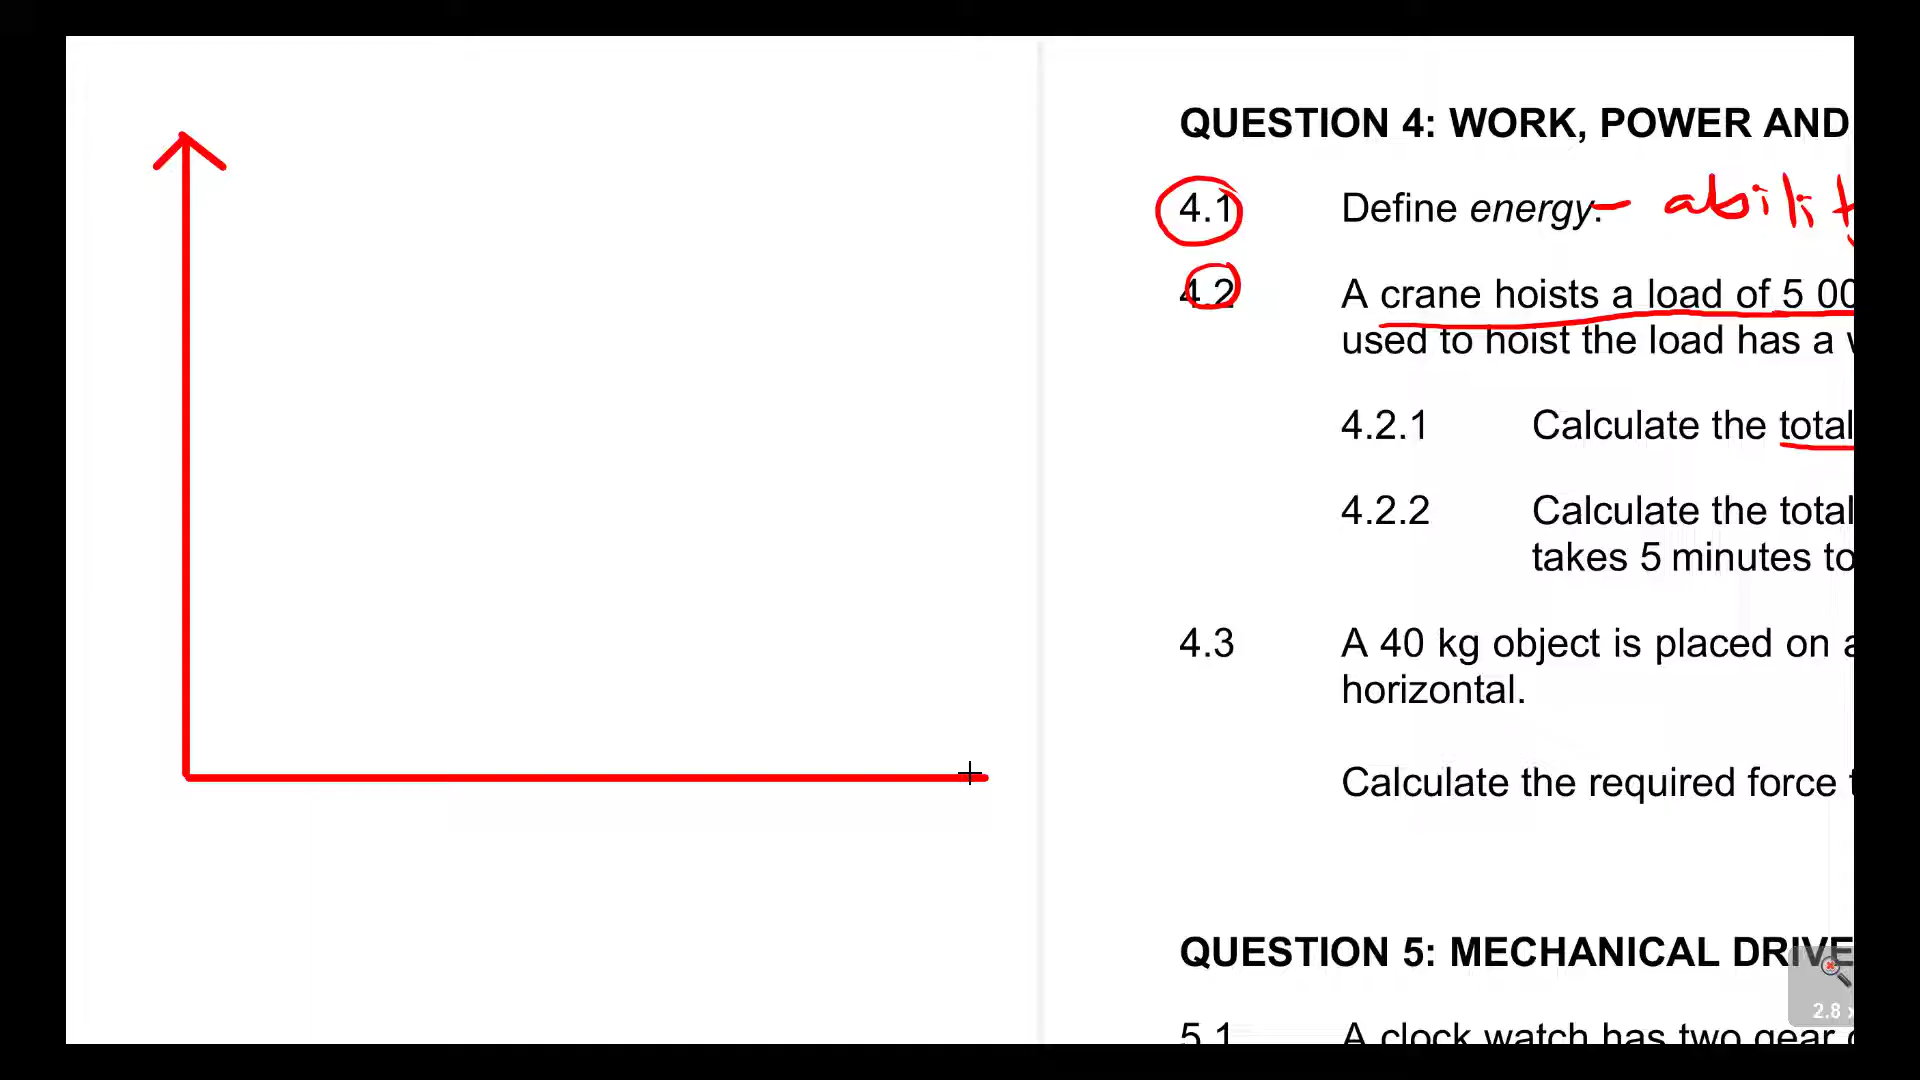 QUESTION 4: WORK, POWER AND
4.1 Define energy. - ability
4.2 A crane hoists a load of 5 00
used to hoist the load has a
4.2.1 Calculate the total
4.2.2 Calculate the total
takes 5 minutes to
4.3 A 40 kg object is placed on
horizontal.
Calculate the required force
QUESTION 5: MECHANICAL DRIVE
5.1 A clock watch has two gear
2.8 x